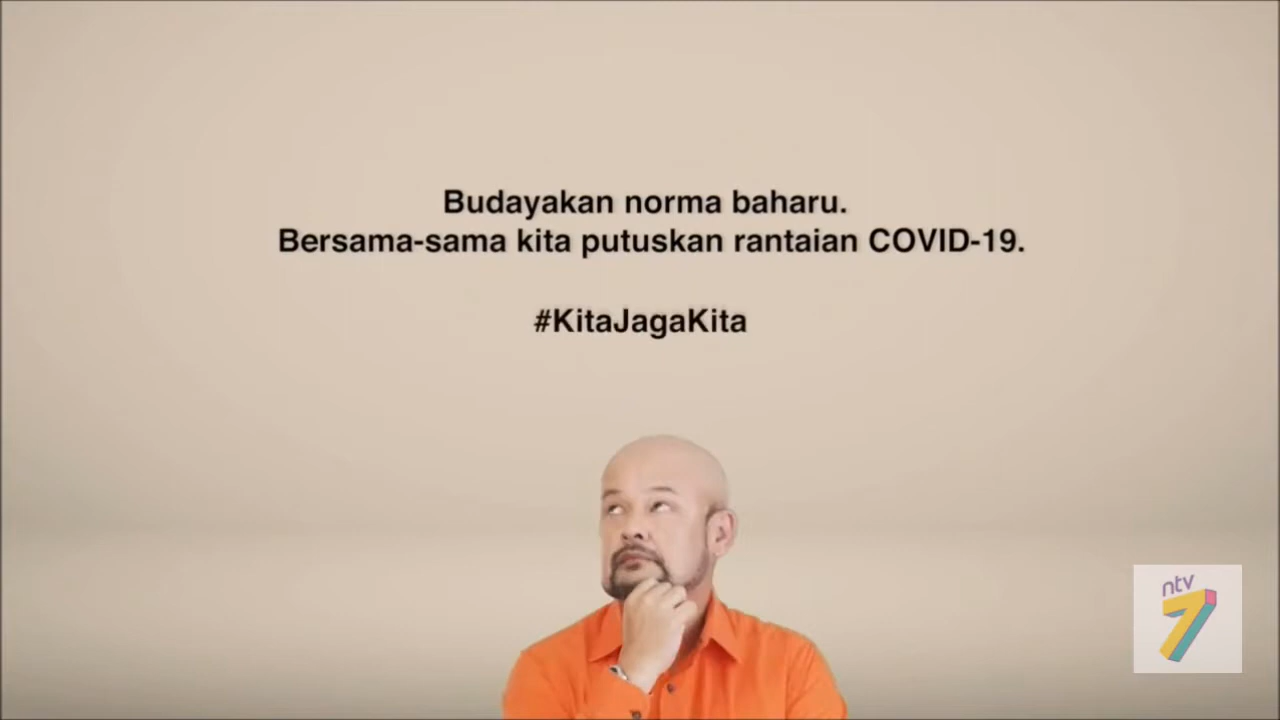 Budayakan norma baharu.
Bersama-sama kita putuskan rantaian COVID-19.
#KitaJagaKita
ntv
7